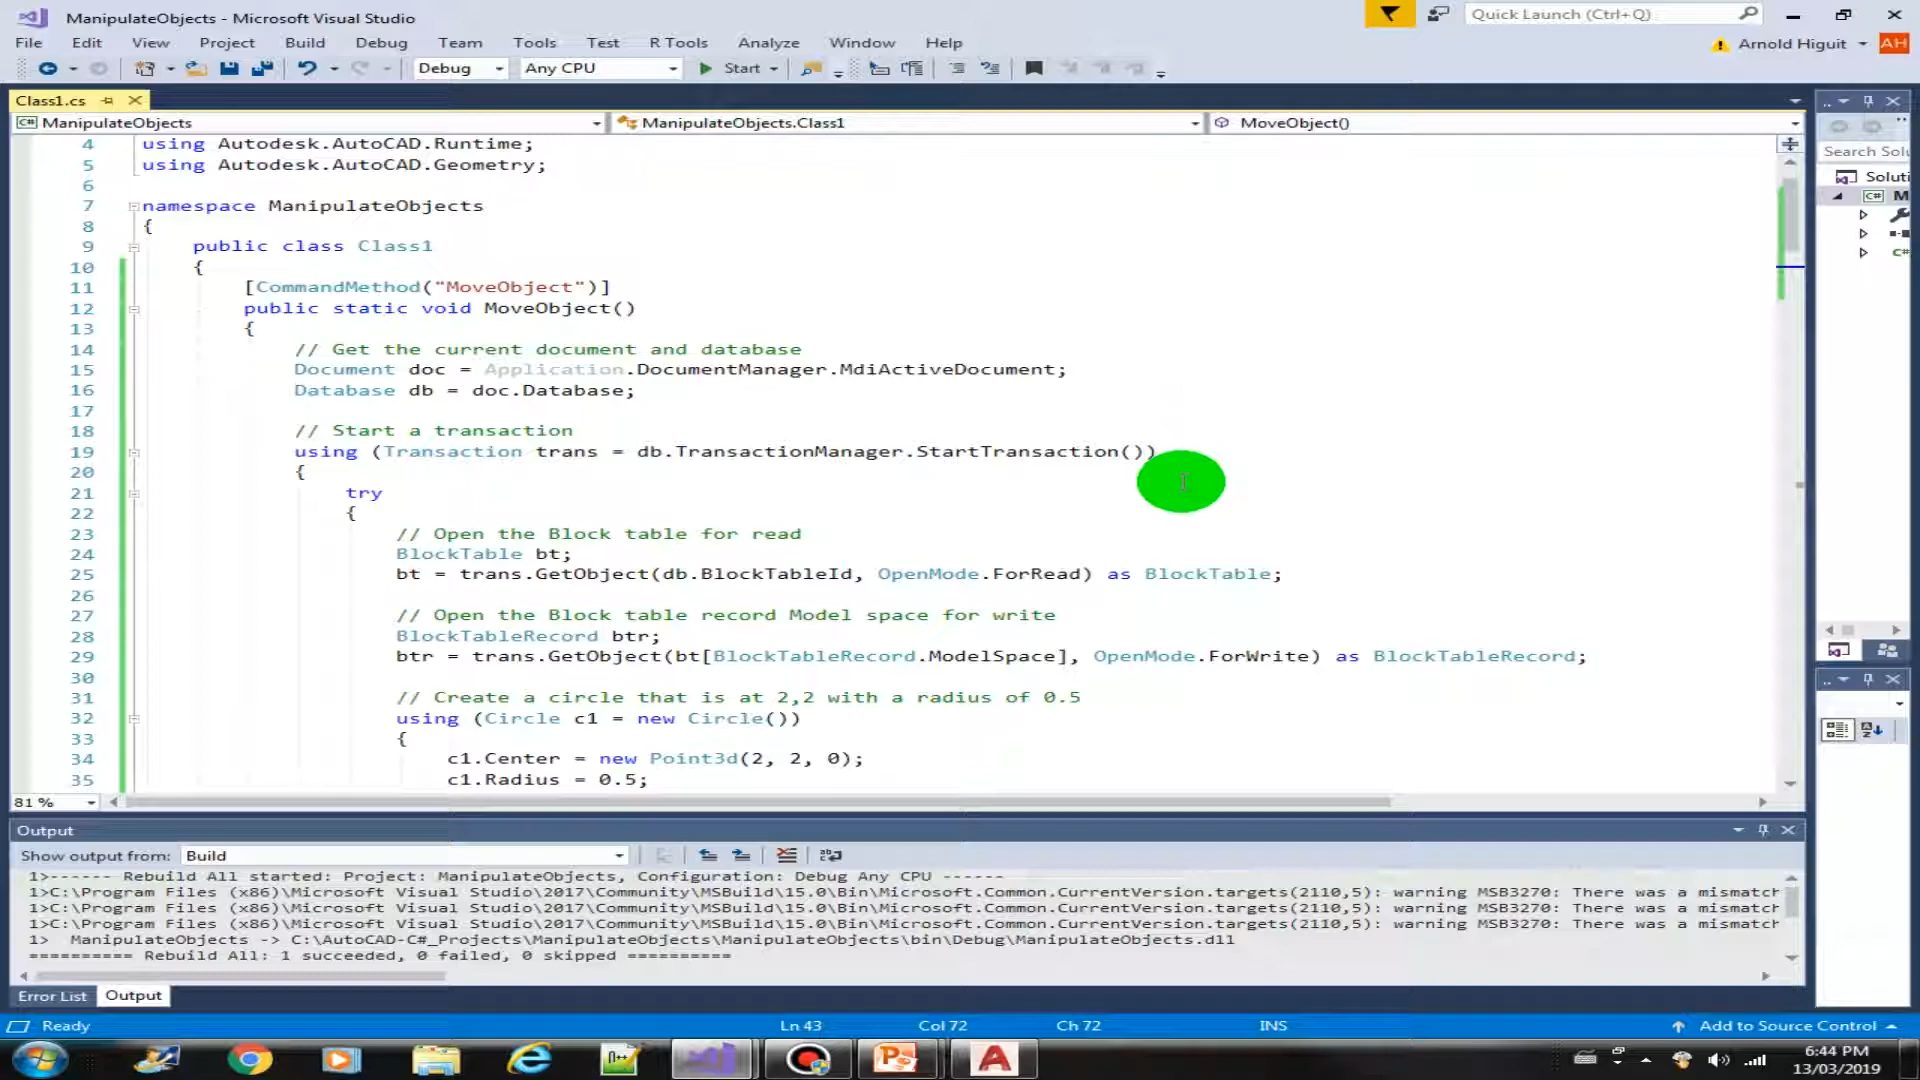 ManipulateObjects - Microsoft Visual Studio
Quick Launch (Ctrl+Q)
File Edit View Project Build Debug Team Tools Test R Tools Analyze Window Help
Arnold Higuit AH
Debug Any CPU Start
Class1.cs
C# ManipulateObjects ManipulateObjects.Class1 MoveObject()
Search Solu
Soluti
C# M
C#
4 using Autodesk.AutoCAD.Runtime;
5 using Autodesk.AutoCAD.Geometry;
6
7 namespace ManipulateObjects
8 {
9 public class Class1
10 {
11 [CommandMethod("MoveObject")]
12 public static void MoveObject()
13 {
14 // Get the current document and database
15 Document doc = Application.DocumentManager.MdiActiveDocument;
16 Database db = doc.Database;
17
18 // Start a transaction
19 using (Transaction trans = db.TransactionManager.StartTransaction())
20 {
21 try
22 {
23 // Open the Block table for read
24 BlockTable bt;
25 bt = trans.GetObject(db.BlockTableId, OpenMode.ForRead) as BlockTable;
26
27 // Open the Block table record Model space for write
28 BlockTableRecord btr;
29 btr = trans.GetObject(bt[BlockTableRecord.ModelSpace], OpenMode.ForWrite) as BlockTableRecord;
30
31 // Create a circle that is at 2,2 with a radius of 0.5
32 using (Circle c1 = new Circle())
33 {
34 c1.Center = new Point3d(2, 2, 0);
35 c1.Radius = 0.5;
81 %
Output
Show output from: Build
1>------ Rebuild All started: Project: ManipulateObjects, Configuration: Debug Any CPU ------
1>C:\Program Files (x86)\Microsoft Visual Studio\2017\Community\MSBuild\15.0\Bin\Microsoft.Common.CurrentVersion.targets(2110,5): warning MSB3270: There was a mismatch
1>C:\Program Files (x86)\Microsoft Visual Studio\2017\Community\MSBuild\15.0\Bin\Microsoft.Common.CurrentVersion.targets(2110,5): warning MSB3270: There was a mismatch
1>C:\Program Files (x86)\Microsoft Visual Studio\2017\Community\MSBuild\15.0\Bin\Microsoft.Common.CurrentVersion.targets(2110,5): warning MSB3270: There was a mismatch
1> ManipulateObjects -> C:\AutoCAD-C#_Projects\ManipulateObjects\ManipulateObjects\bin\Debug\ManipulateObjects.dll
========== Rebuild All: 1 succeeded, 0 failed, 0 skipped ==========
Error List Output
Ready Ln 43 Col 72 Ch 72 INS Add to Source Control
6:44 PM
13/03/2019